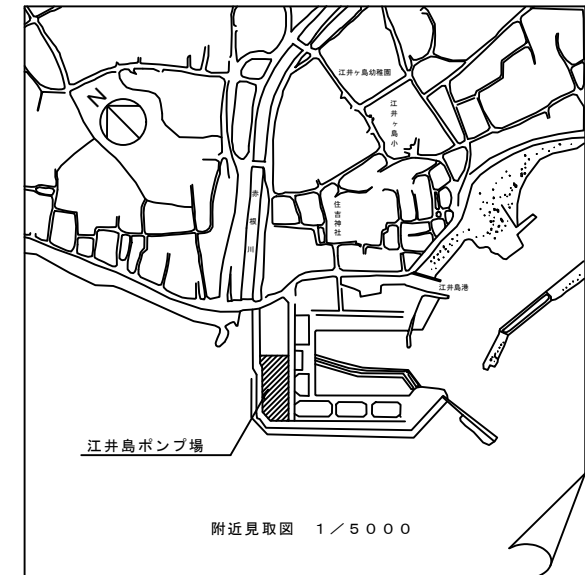 江井ヶ島幼稚園
江井ヶ島小
N
赤根川
住吉神社
江井島港
江井島ポンプ場
附近見取図 1／5000